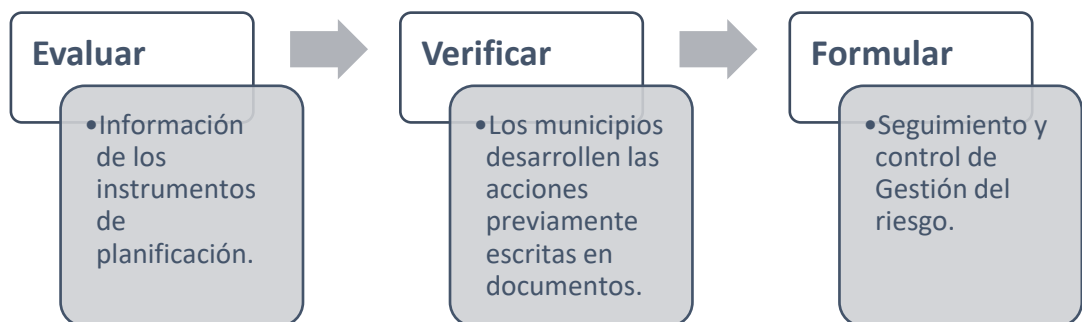 Evaluar
•Información
de los
instrumentos
de
planificación.
Verificar
•Los municipios
desarrollen las
acciones
previamente
escritas en
documentos.
Formular
•Seguimiento y
control de
Gestión del
riesgo.